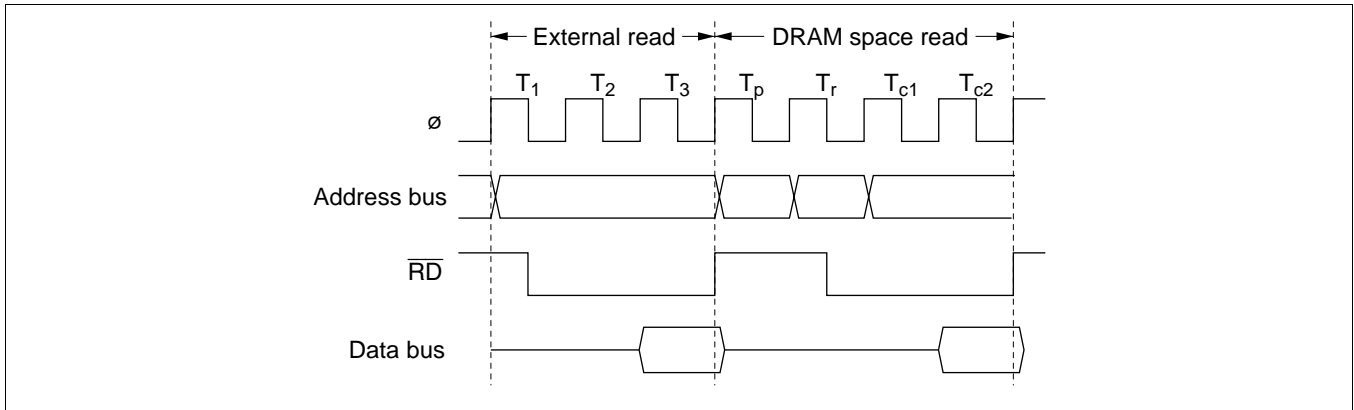 External read DRAM space read
T1 T2 T3 Tp Tr Tc1 Tc2
ø
Address bus
RD
Data bus